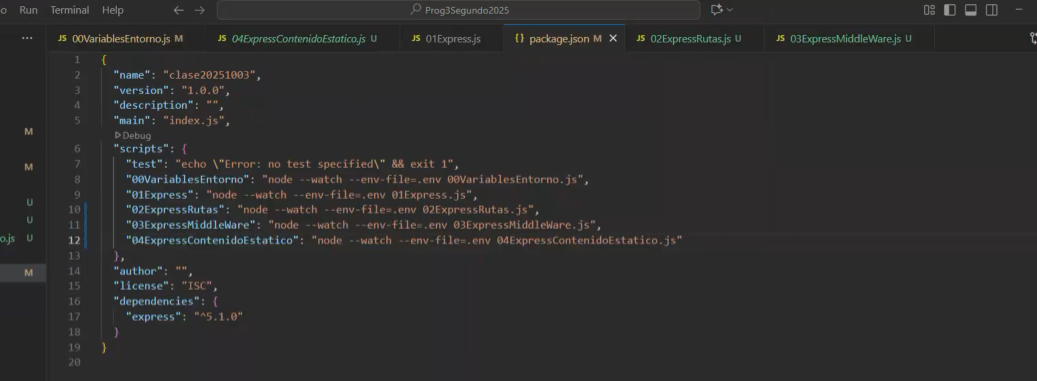 o Run Terminal Help Prog3Segundo2025
JS 00VariablesEntorno.js M JS 04ExpressContenidoEstatico.js U JS 01Express.js {} package.json M JS 02ExpressRutas.js U JS 03ExpressMiddleWare.js U
1 {
2 "name": "clase20251003",
3 "version": "1.0.0",
4 "description": "",
5 "main": "index.js",
Debug
6 "scripts": {
7 "test": "echo \"Error: no test specified\" && exit 1",
8 "00VariablesEntorno": "node --watch --env-file=.env 00VariablesEntorno.js",
9 "01Express": "node --watch --env-file=.env 01Express.js",
10 "02ExpressRutas": "node --watch --env-file=.env 02ExpressRutas.js",
11 "03ExpressMiddleWare": "node --watch --env-file=.env 03ExpressMiddleWare.js",
12 "04ExpressContenidoEstatico": "node --watch --env-file=.env 04ExpressContenidoEstatico.js"
13 },
14 "author": "",
15 "license": "ISC",
16 "dependencies": {
17 "express": "^5.1.0"
18 }
19 }
20
M
M
U
U
o.js U
M